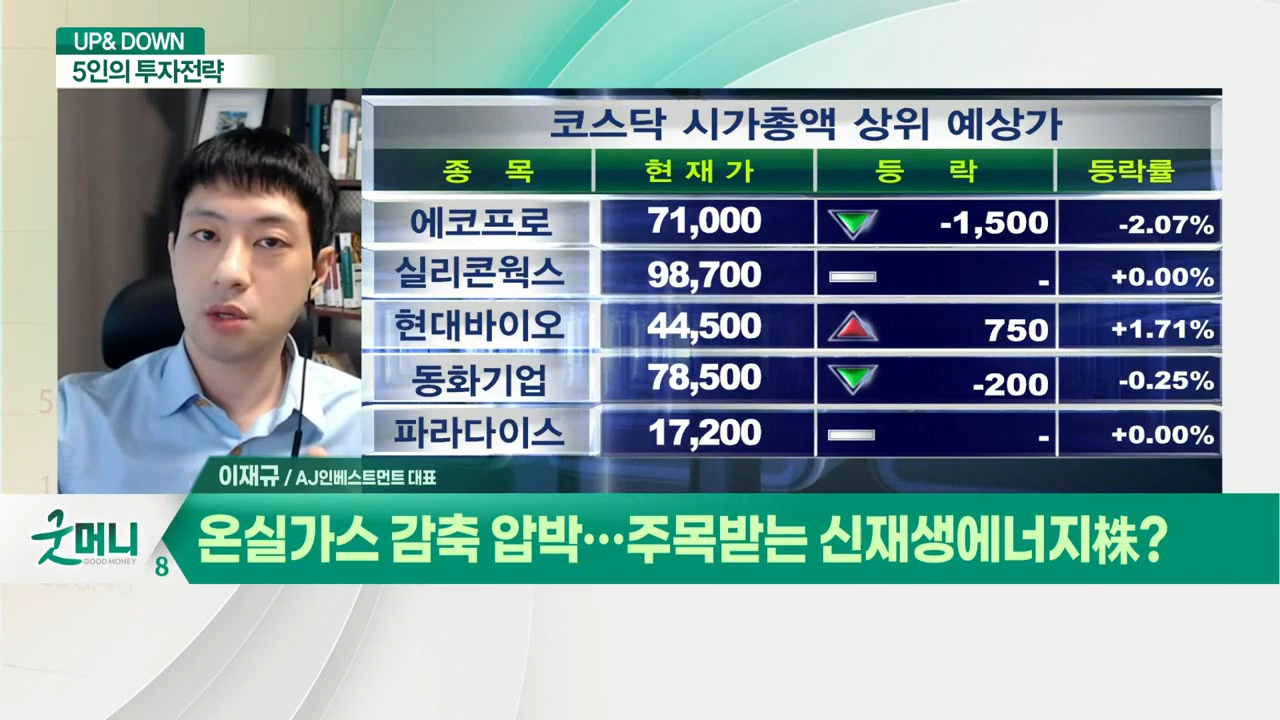 UP& DOWN
5인의 투자전략
코스닥 시가총액 상위 예상가
종 목 현 재 가 등 락 등락률
에코프로 71,000 -1,500 -2.07%
실리콘웍스 98,700 - +0.00%
현대바이오 44,500 750 +1.71%
동화기업 78,500 -200 -0.25%
파라다이스 17,200 - +0.00%
이재규 / AJ인베스트먼트 대표
굿머니
GOOD MONEY
8
온실가스 감축 압박…주목받는 신재생에너지株?